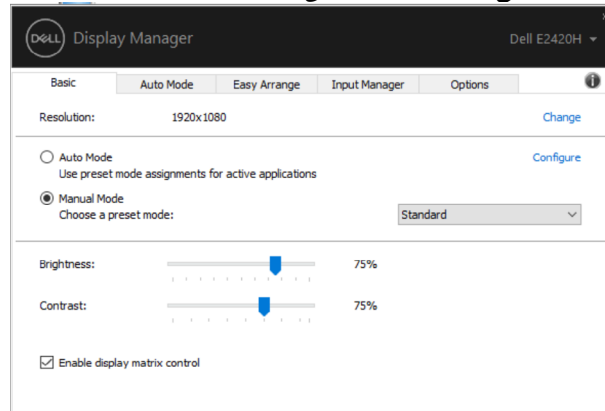 DELL Display Manager
Dell E2420H
Basic Auto Mode Easy Arrange Input Manager Options
Resolution: 1920x1080 Change
Auto Mode Configure
Use preset mode assignments for active applications
Manual Mode
Choose a preset mode: Standard
Brightness: 75%
Contrast: 75%
Enable display matrix control